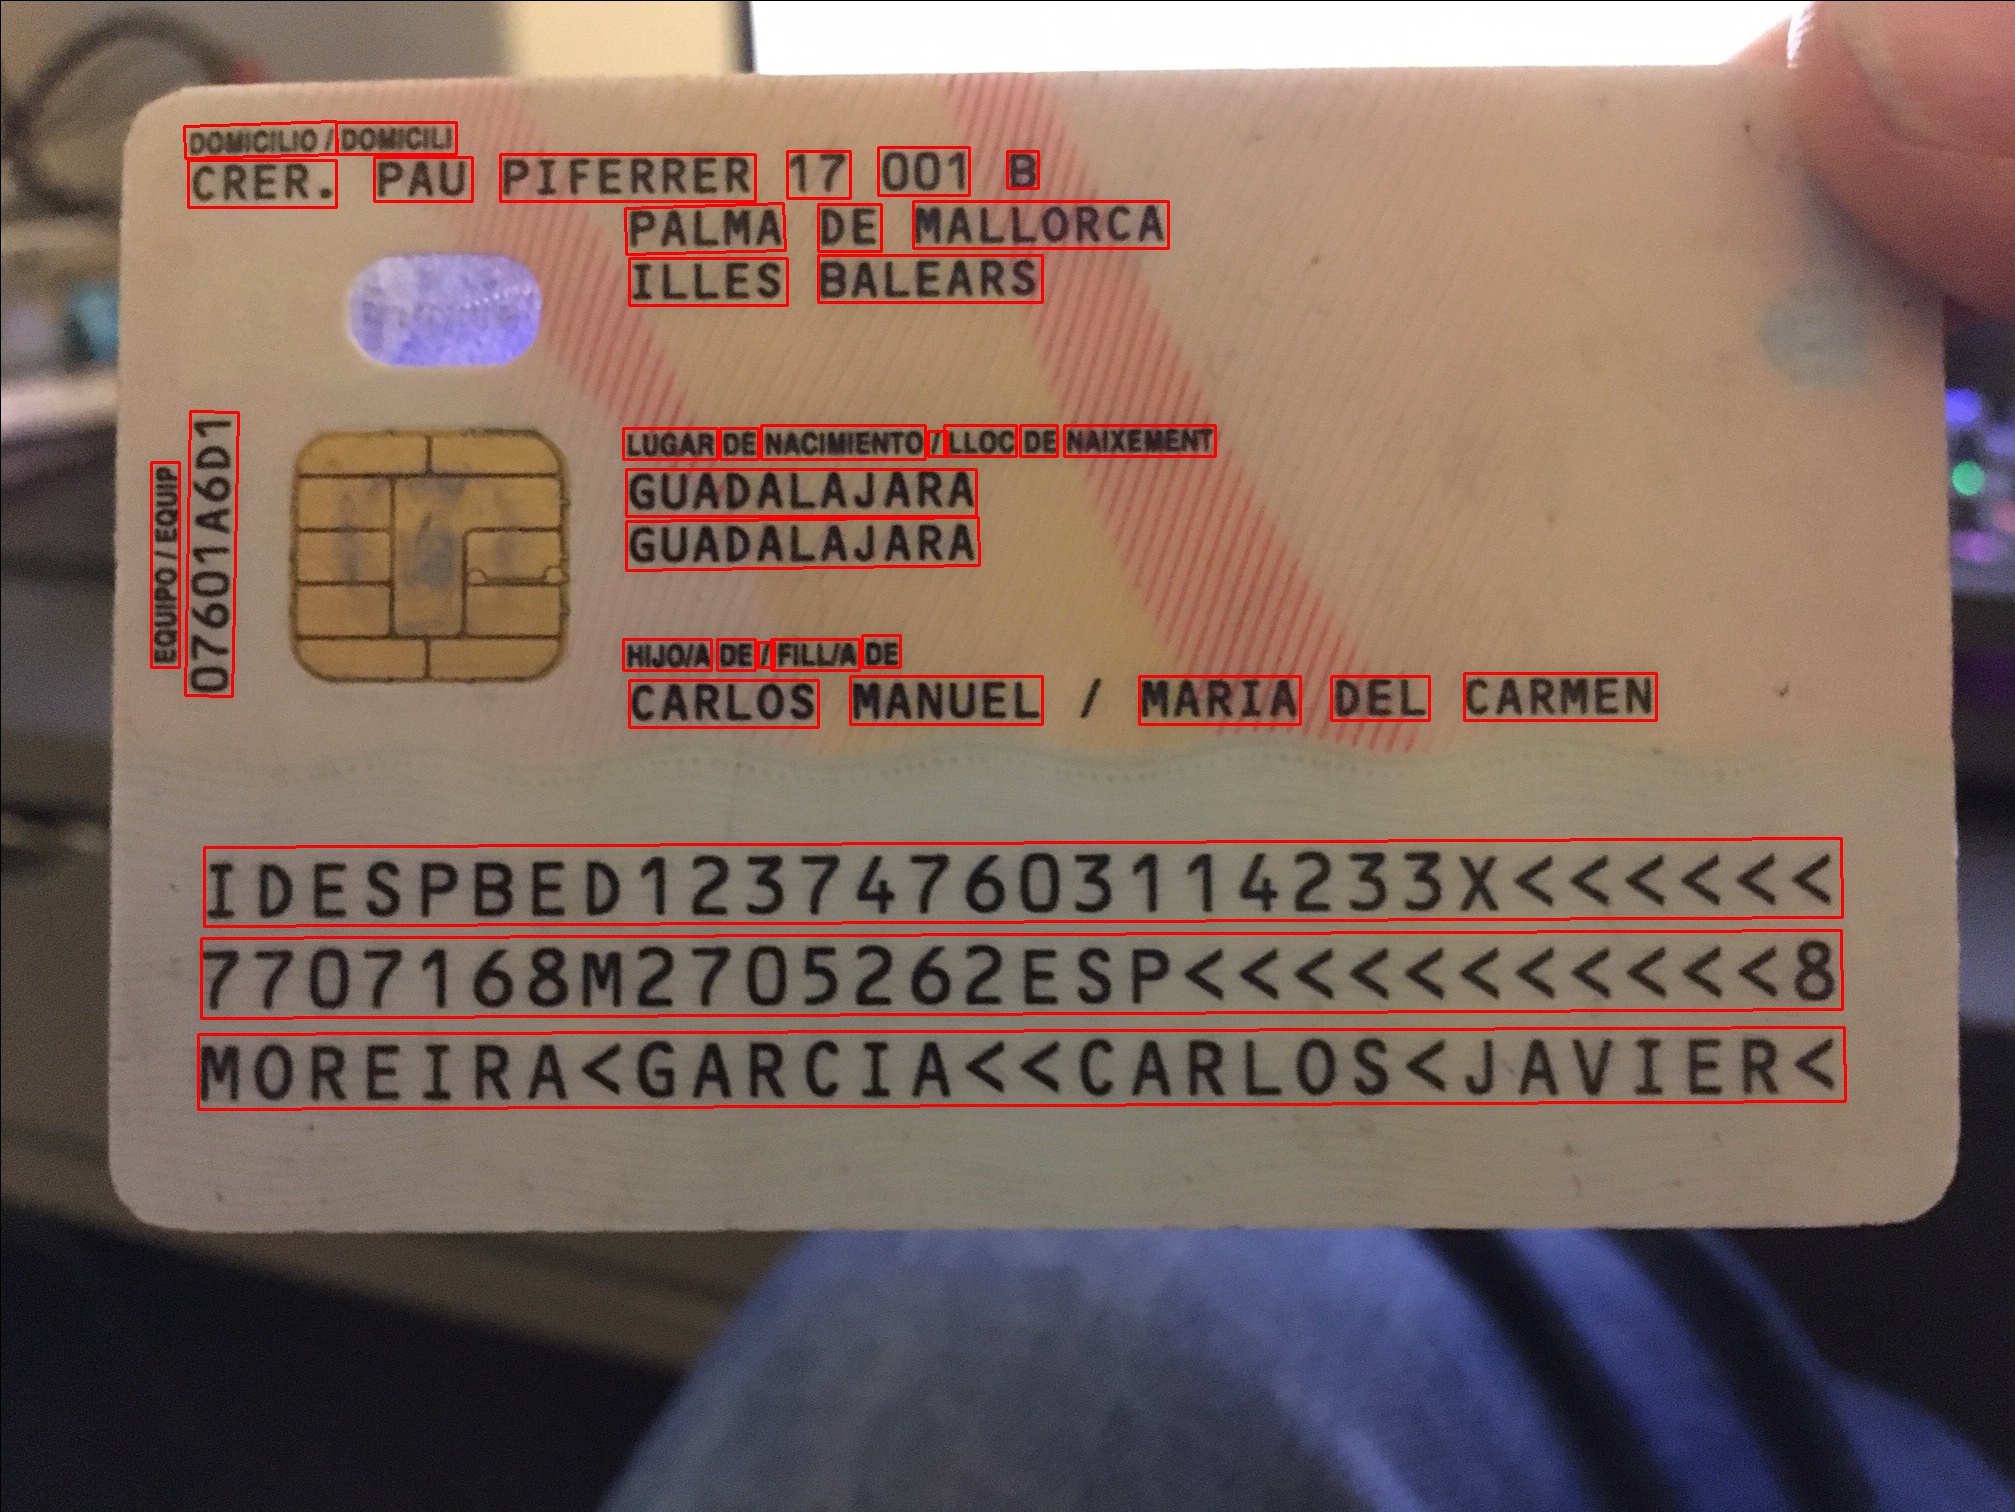 DOMICILIO / DOMICILI
CRER. PAU PIFERRER 17 001 B
PALMA DE MALLORCA
ILLES BALEARS
EQUIPO / EQUIP
07601A6D1
LUGAR DE NACIMIENTO / LLOC DE NAIXEMENT
GUADALAJARA
GUADALAJARA
HIJO/A DE / FILL/A DE
CARLOS MANUEL / MARIA DEL CARMEN
IDESPBED123747603114233X<<<<<<
7707168M2705262ESP<<<<<<<<<<<8
MOREIRA<GARCIA<<CARLOS<JAVIER<